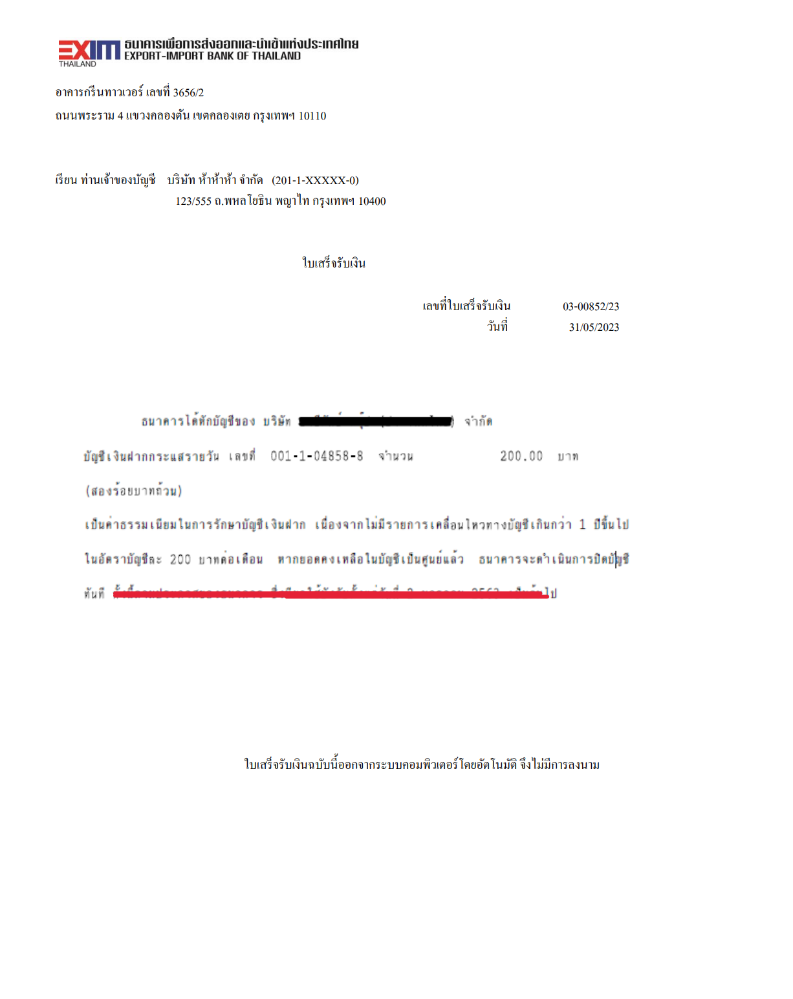 EXIM ธนาคารเพื่อการส่งออกและนำเข้าแห่งประเทศไทย
THAILAND EXPORT-IMPORT BANK OF THAILAND
อาคารกรีนทาวเวอร์ เลขที่ 3656/2
ถนนพระราม 4 แขวงคลองตัน เขตคลองเตย กรุงเทพฯ 10110
เรียน ท่านเจ้าของบัญชี บริษัท ห้าห้าห้า จำกัด (201-1-XXXXX-0)
123/555 ถ.พหลโยธิน พญาไท กรุงเทพฯ 10400
ใบเสร็จรับเงิน
เลขที่ใบเสร็จรับเงิน 03-00852/23
วันที่ 31/05/2023
ธนาคารได้หักบัญชีของ บริษัท ) จำกัด
บัญชีเงินฝากกระแสรายวัน เลขที่ 001-1-04858-8 จำนวน 200.00 บาท
(สองร้อยบาทถ้วน)
เป็นค่าธรรมเนียมในการรักษาบัญชีเงินฝาก เนื่องจากไม่มีรายการเคลื่อนไหวทางบัญชีเกินกว่า 1 ปีขึ้นไป
ในอัตราบัญชีละ 200 บาทต่อเดือน หากยอดคงเหลือในบัญชีเป็นศูนย์แล้ว ธนาคารจะดำเนินการปิดบัญชี
ทันที ไป
ใบเสร็จรับเงินฉบับนี้ออกจากระบบคอมพิวเตอร์โดยอัตโนมัติ จึงไม่มีการลงนาม